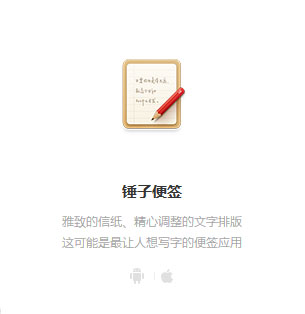 锤子便签
雅致的信纸、精心调整的文字排版
这可能是最让人想写字的便签应用